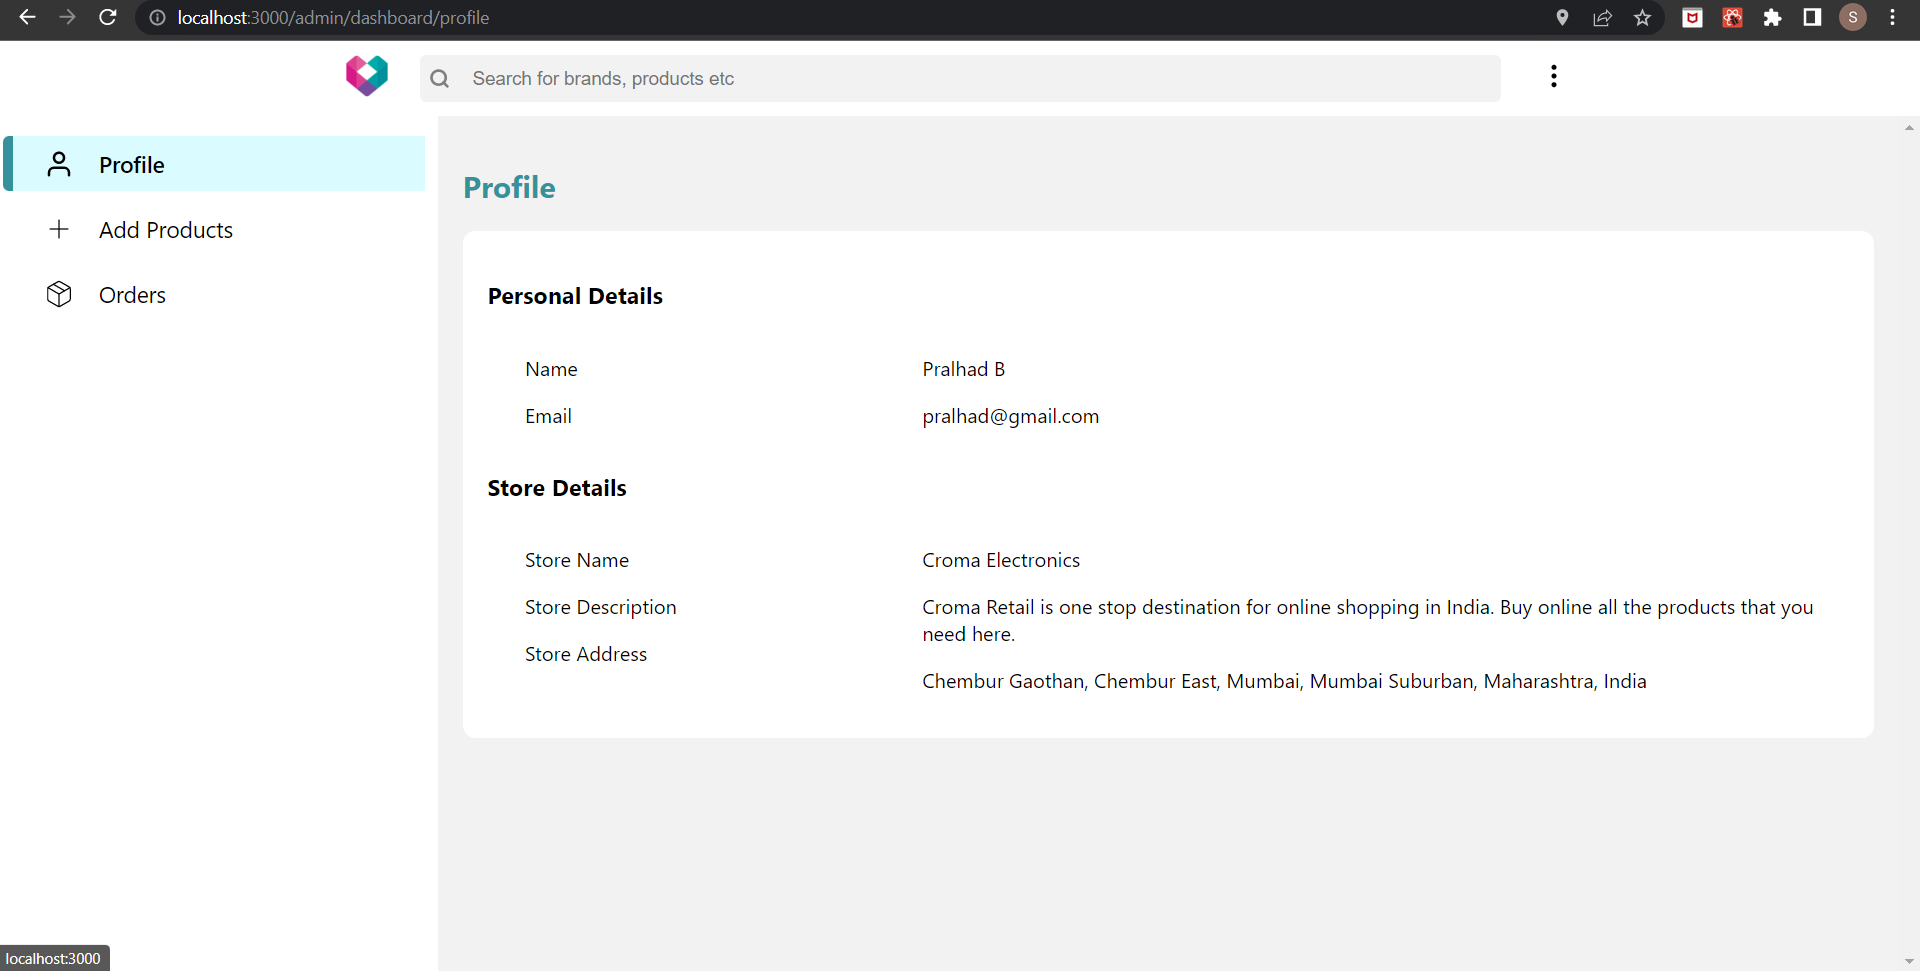 localhost:3000/admin/dashboard/profile
S
Search for brands, products etc
Profile
Add Products
Orders
Profile
Personal Details
Name Pralhad B
Email pralhad@gmail.com
Store Details
Store Name Croma Electronics
Store Description Croma Retail is one stop destination for online shopping in India. Buy online all the products that you
need here.
Store Address
Chembur Gaothan, Chembur East, Mumbai, Mumbai Suburban, Maharashtra, India
localhost:3000